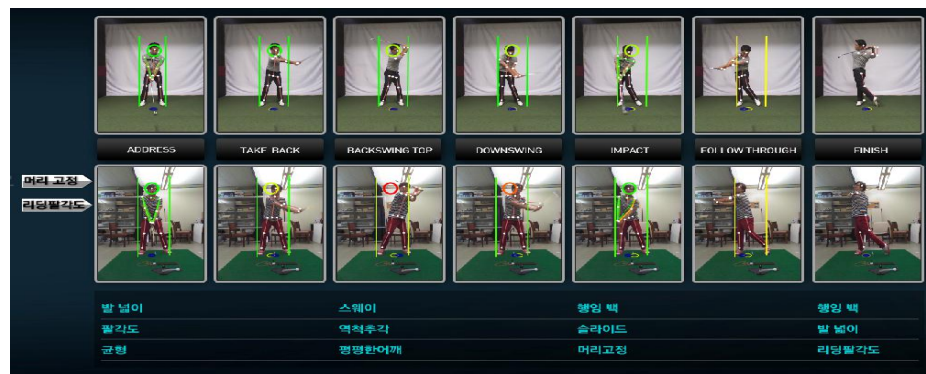 ADDRESS TAKE BACK BACKSWING TOP DOWNSWING IMPACT FOLLOW THROUGH FINISH
머리 고정
리딩팔각도
발 넓이 스웨이 행잉 백 행잉 백
팔각도 역척추각 슬라이드 발 넓이
균형 평평한어깨 머리고정 리딩팔각도